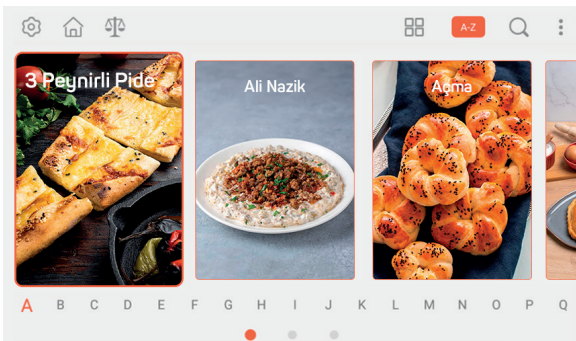 A-Z
3 Peynirli Pide
Ali Nazik
Açma
A B C D E F G H I J K L M N O P Q